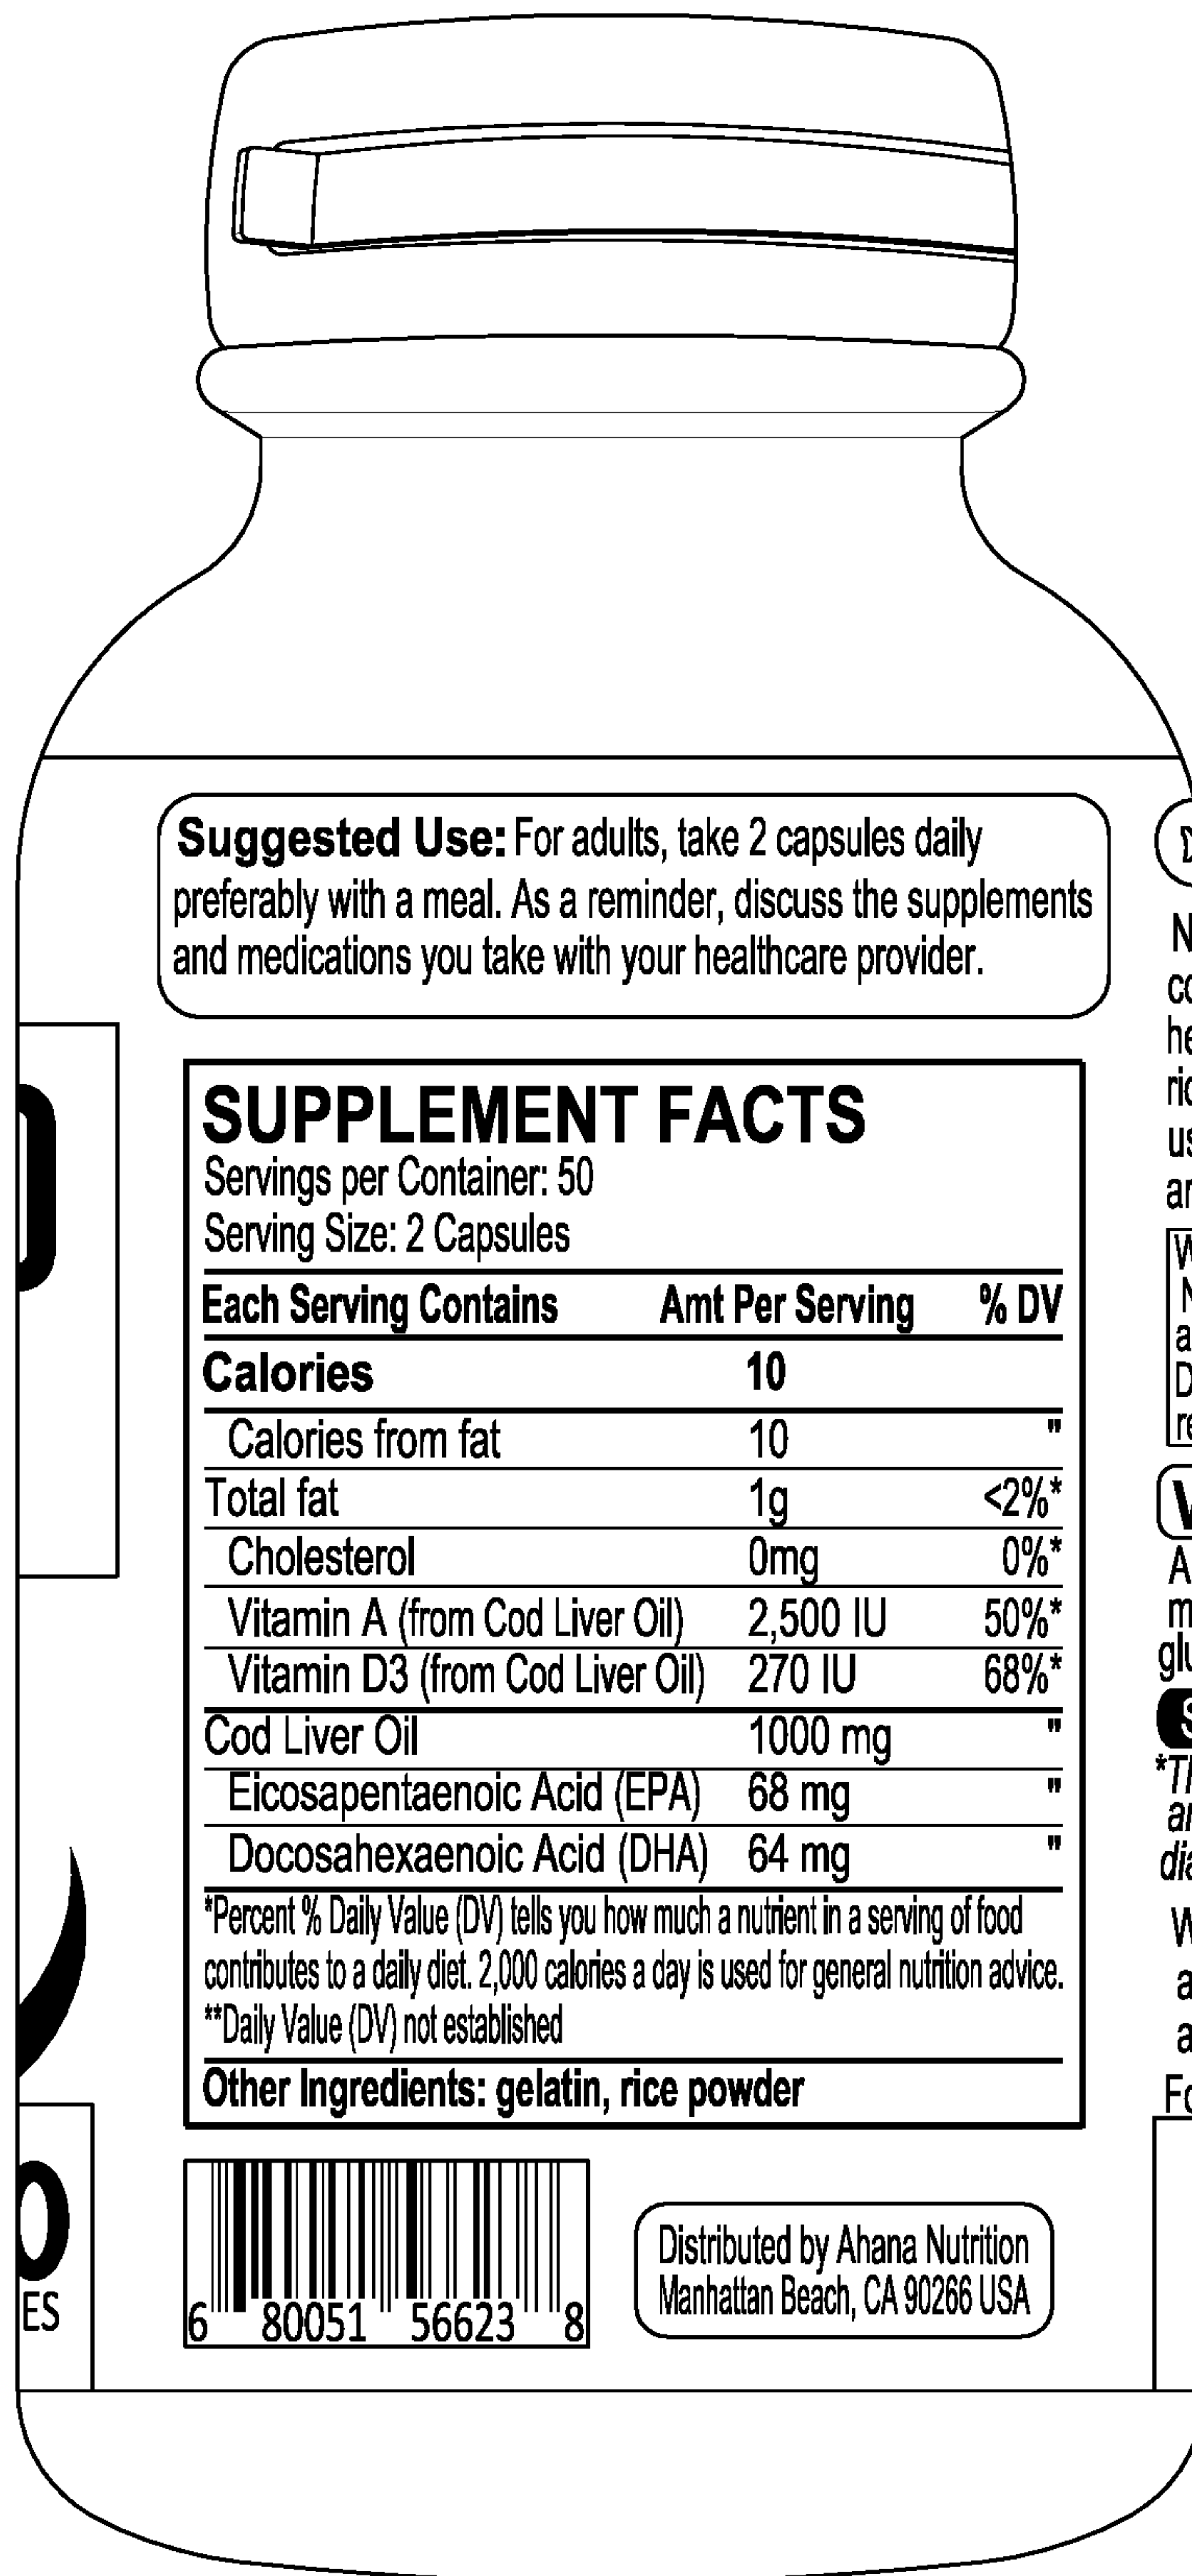 Suggested Use: For adults, take 2 capsules daily
preferably with a meal. As a reminder, discuss the supplements
and medications you take with your healthcare provider.
SUPPLEMENT FACTS
Servings per Container: 50
Serving Size: 2 Capsules
Each Serving Contains Amt Per Serving % DV
Calories 10
Calories from fat 10 "
Total fat 1g <2%*
Cholesterol 0mg 0%*
Vitamin A (from Cod Liver Oil) 2,500 IU 50%*
Vitamin D3 (from Cod Liver Oil) 270 IU 68%*
Cod Liver Oil 1000 mg "
Eicosapentaenoic Acid (EPA) 68 mg "
Docosahexaenoic Acid (DHA) 64 mg "
*Percent % Daily Value (DV) tells you how much a nutrient in a serving of food
contributes to a daily diet. 2,000 calories a day is used for general nutrition advice.
**Daily Value (DV) not established
Other Ingredients: gelatin, rice powder
6 80051 56623 8
Distributed by Ahana Nutrition
Manhattan Beach, CA 90266 USA
ES